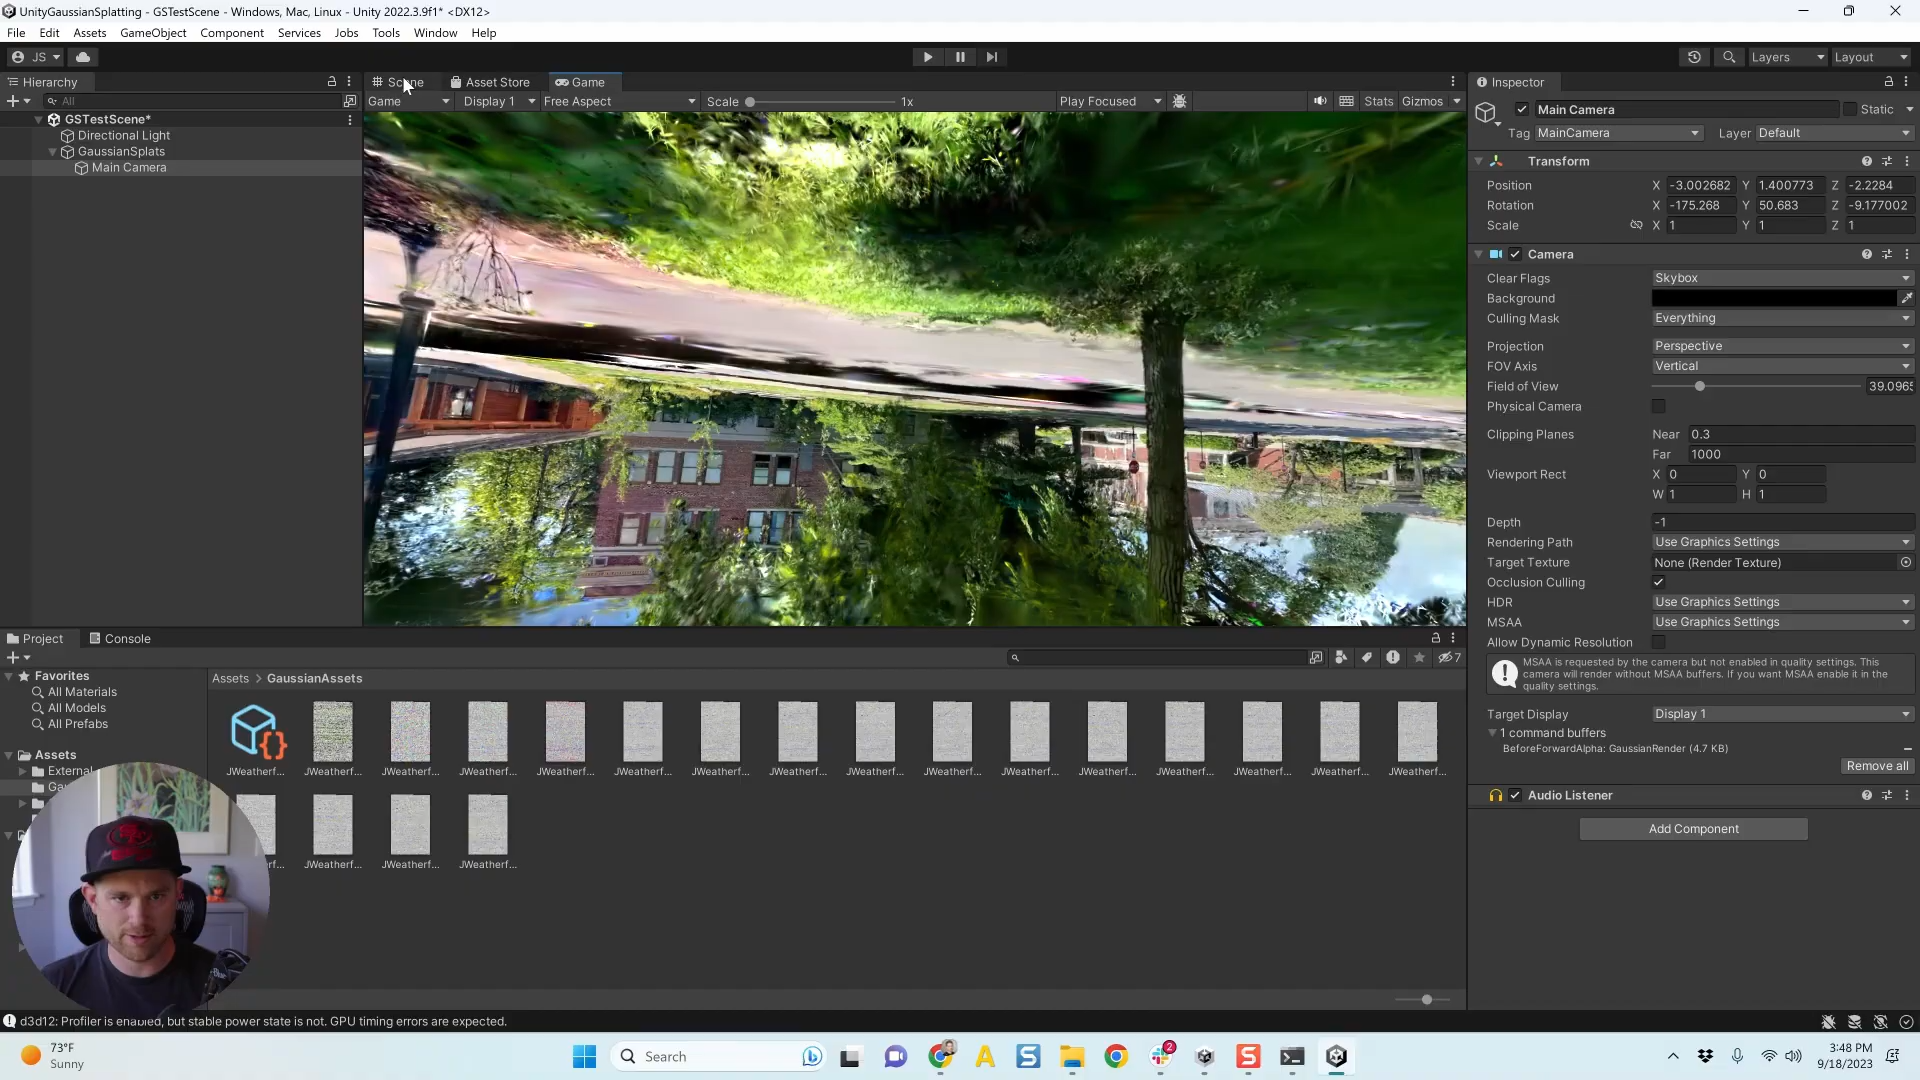 UnityGaussianSplatting - GSTestScene - Windows, Mac, Linux - Unity 2022.3.9f1* <DX12>
File Edit Assets GameObject Component Services Jobs Tools Window Help
JS Layers Layout
Hierarchy
All
GSTestScene*
Directional Light
GaussianSplats
Main Camera
Scene Asset Store Game
Game Display 1 Free Aspect Scale 1x Play Focused Stats Gizmos
Inspector
Main Camera Static
Tag MainCamera Layer Default
Transform
Position X -3.002682 Y 1.400773 Z -2.2284
Rotation X -175.268 Y 50.683 Z -9.177002
Scale X 1 Y 1 Z 1
Camera
Clear Flags Skybox
Background
Culling Mask Everything
Projection Perspective
FOV Axis Vertical
Field of View 39.0965
Physical Camera
Clipping Planes Near 0.3
Far 1000
Viewport Rect X 0 Y 0
W 1 H 1
Depth -1
Rendering Path Use Graphics Settings
Target Texture None (Render Texture)
Occlusion Culling
HDR Use Graphics Settings
MSAA Use Graphics Settings
Allow Dynamic Resolution
MSAA is requested by the camera but not enabled in quality settings. This
camera will render without MSAA buffers. If you want MSAA enable it in the
quality settings.
Target Display Display 1
1 command buffers
BeforeForwardAlpha: GaussianRender (4.7 KB)
Remove all
Audio Listener
Add Component
Project Console
7
Favorites
All Materials
All Models
All Prefabs
Assets
External
Assets > GaussianAssets
JWeatherf... JWeatherf... JWeatherf... JWeatherf... JWeatherf... JWeatherf... JWeatherf... JWeatherf... JWeatherf... JWeatherf... JWeatherf... JWeatherf... JWeatherf... JWeatherf... JWeatherf... JWeatherf...
JWeatherf... JWeatherf... JWeatherf...
d3d12: Profiler is enabled, but stable power state is not. GPU timing errors are expected.
73°F
Sunny
Search
2
3:48 PM
9/18/2023